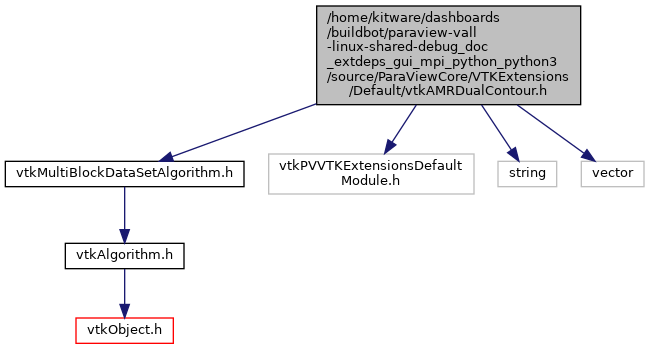 /home/kitware/dashboards
/buildbot/paraview-vall
-linux-shared-debug_doc
_extdeps_gui_mpi_python_python3
/source/ParaViewCore/VTKExtensions
/Default/vtkAMRDualContour.h
vtkMultiBlockDataSetAlgorithm.h
vtkPVVTKExtensionsDefault
Module.h
string
vector
vtkAlgorithm.h
vtkObject.h